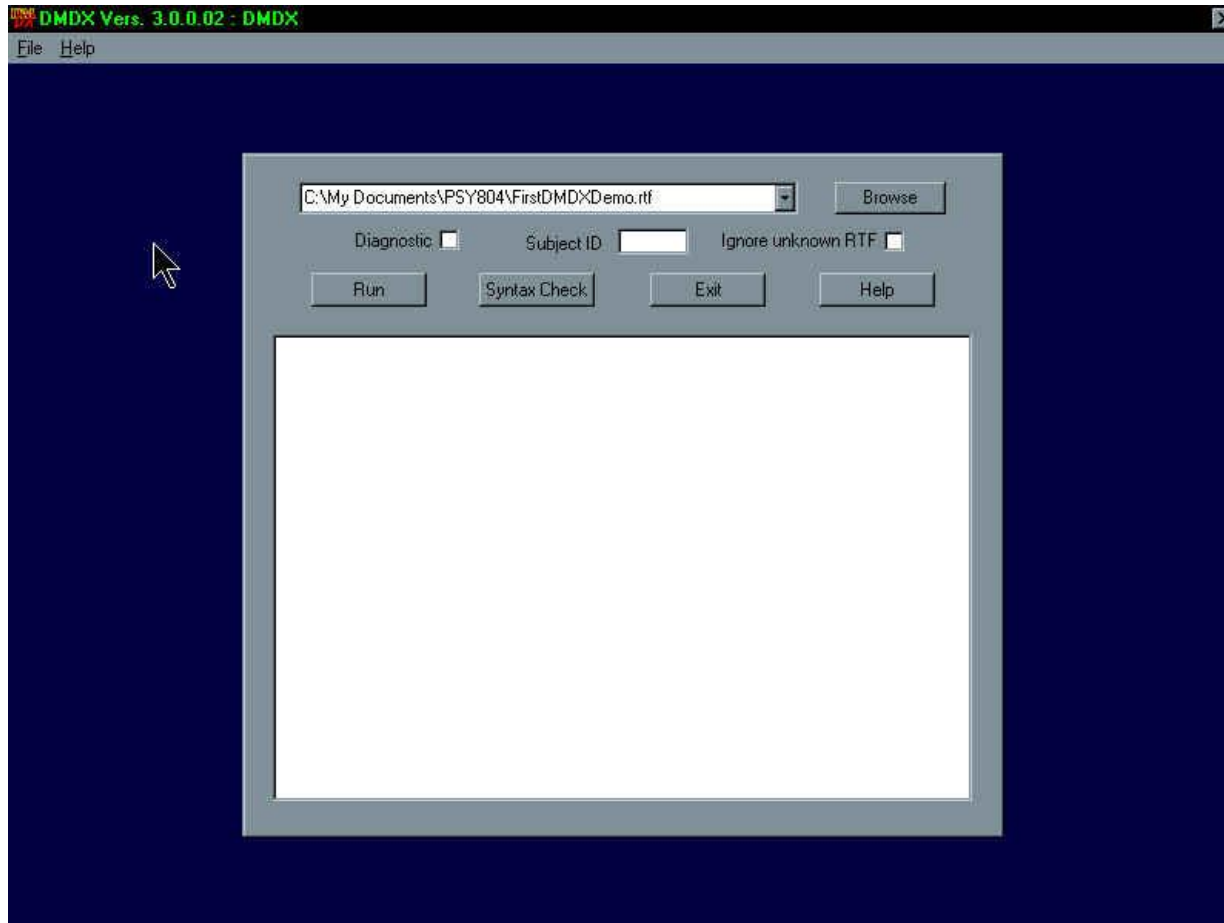 DMDX Vers. 3.0.0.02 : DMDX
File Help
C:\My Documents\PSY804\FirstDMDXDemo.rtf Browse
Diagnostic Subject ID Ignore unknown RTF
Run Syntax Check Exit Help